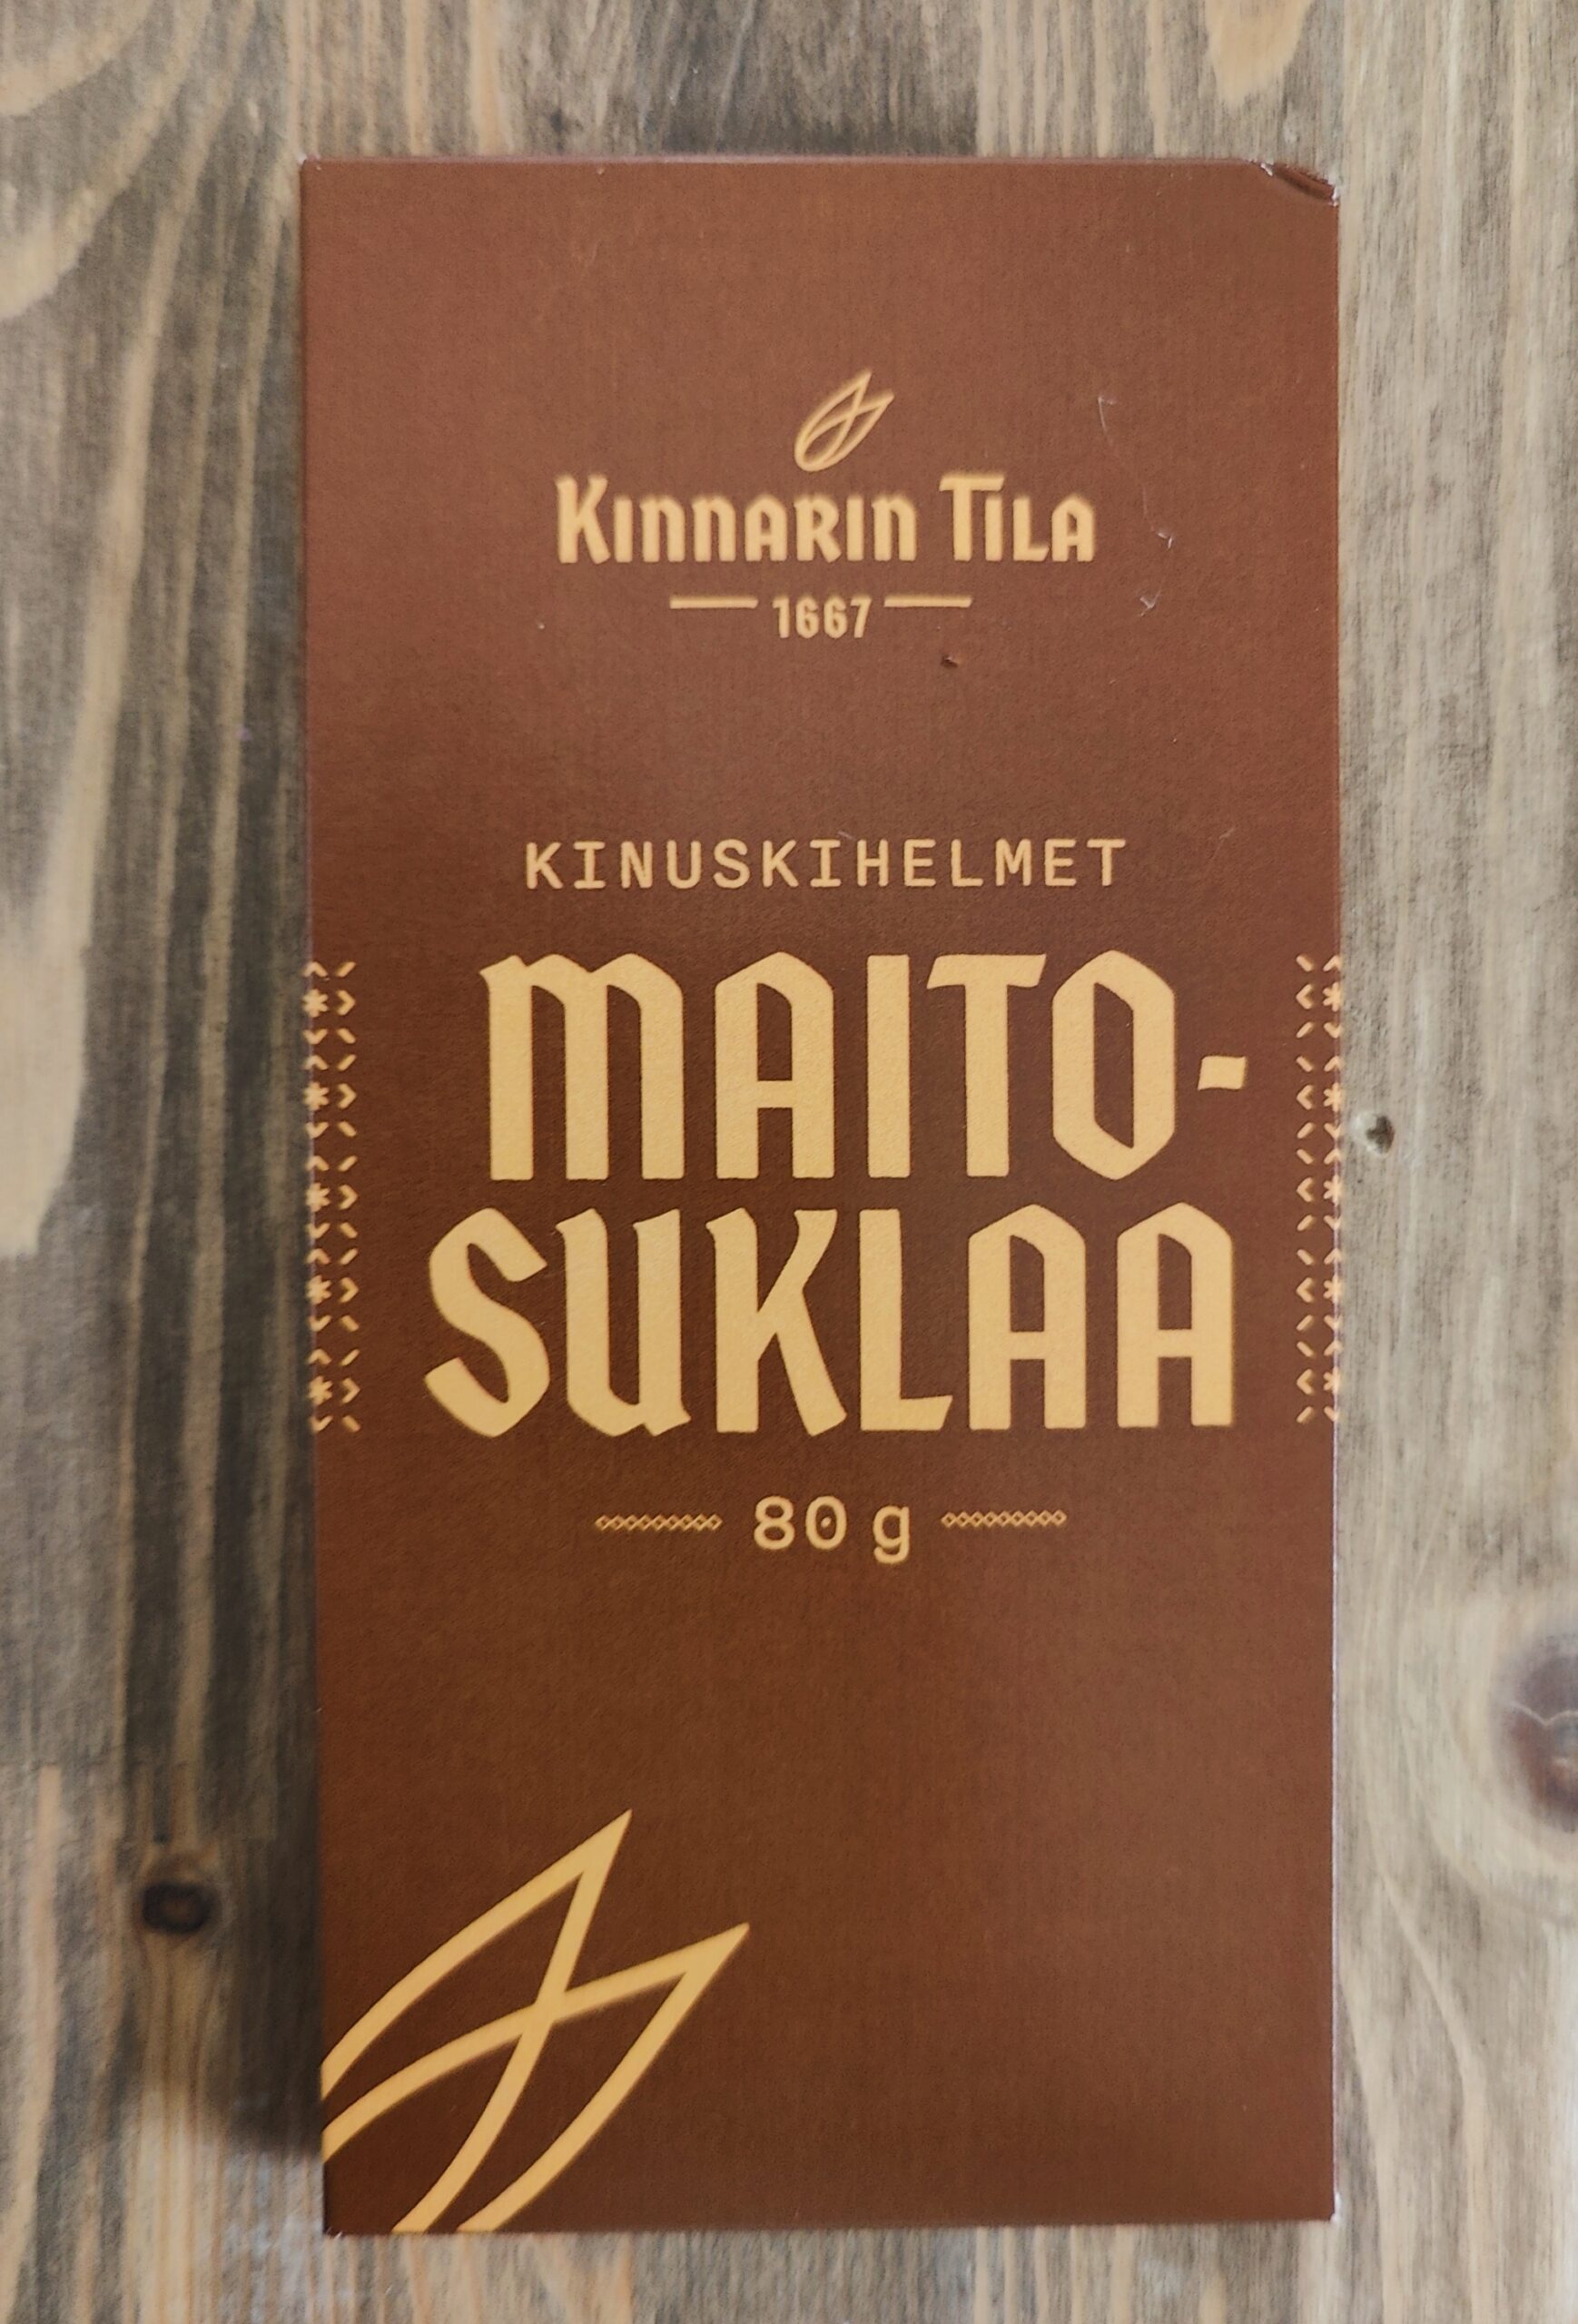 Kinnarin Tila
1667
KINUSKIHELMET
MAITO-
SUKLAA
80 g